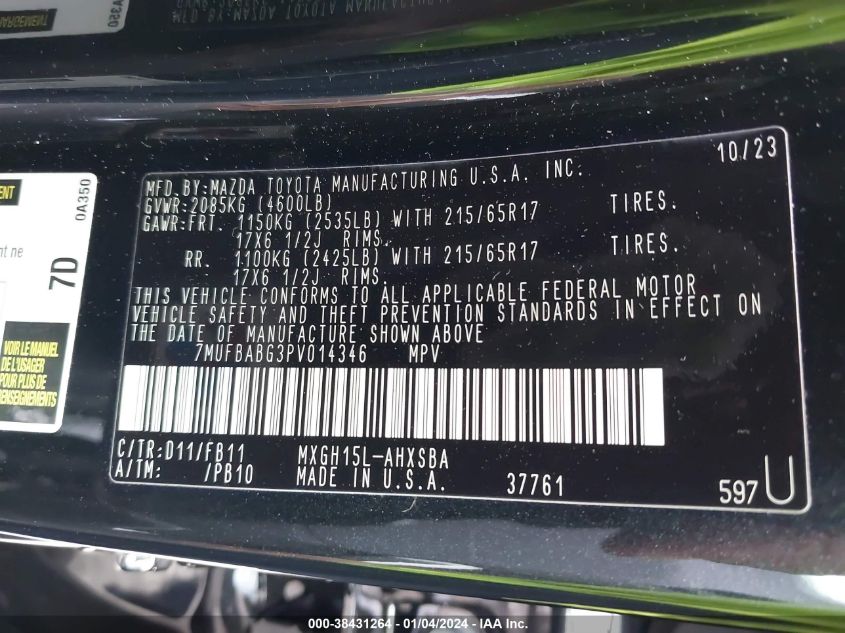 10/23
MFD.BY:MAZDA TOYOTA MANUFACTURING U.S.A. INC.
GVWR:2085KG (4600LB)
GAWR:FRT. 1150KG (2535LB) WITH 215/65R17 TIRES.
17X6 1/2J RIMS.
RR. 1100KG (2425LB) WITH 215/65R17 TIRES.
17X6 1/2J RIMS.
THIS VEHICLE CONFORMS TO ALL APPLICABLE FEDERAL MOTOR
VEHICLE SAFETY AND THEFT PREVENTION STANDARDS IN EFFECT ON
THE DATE OF MANUFACTURE SHOWN ABOVE
7MUFBABG3PV014346 MPV
C/TR:D11/FB11 MXGH15L-AHXSBA
A/TM: /PB10 MADE IN U.S.A. 37761 597 U
0A350
7D
VOIR LE MANUEL
DE L'USAGER
POUR PLUS DE
RENSEIGNEMENTS
000-38431264 - 01/04/2024 - IAA Inc.